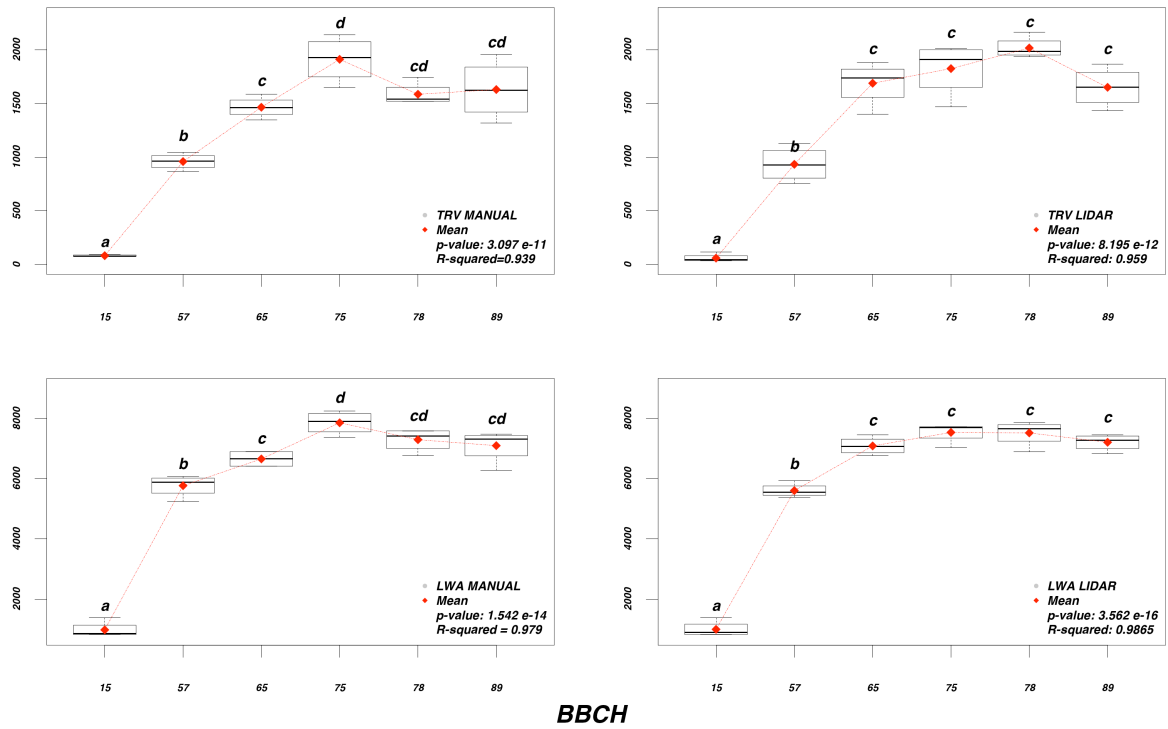 d
cd
cd
c
b
a
2000
1500
1000
500
0
TRV MANUAL
Mean
p-value: 3.097 e-11
R-squared=0.939
15 57 65 75 78 89
c
c
c
c
b
a
2000
1500
1000
500
0
TRV LIDAR
Mean
p-value: 8.195 e-12
R-squared: 0.959
15 57 65 75 78 89
d
cd
cd
c
b
a
8000
6000
4000
2000
LWA MANUAL
Mean
p-value: 1.542 e-14
R-squared = 0.979
15 57 65 75 78 89
c
c
c
c
b
a
8000
6000
4000
2000
LWA LIDAR
Mean
p-value: 3.562 e-16
R-squared: 0.9865
15 57 65 75 78 89
BBCH